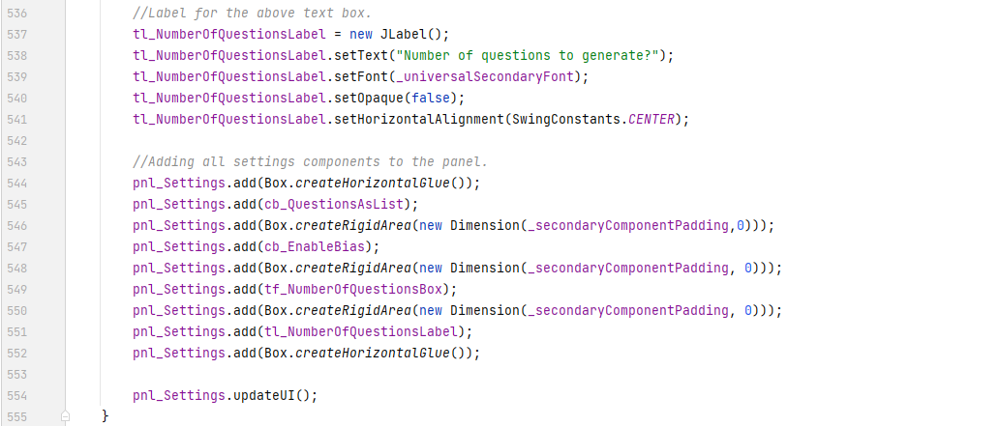 536 //Label for the above text box.
537 tl_NumberOfQuestionsLabel = new JLabel();
538 tl_NumberOfQuestionsLabel.setText("Number of questions to generate?");
539 tl_NumberOfQuestionsLabel.setFont(_universalSecondaryFont);
540 tl_NumberOfQuestionsLabel.setOpaque(false);
541 tl_NumberOfQuestionsLabel.setHorizontalAlignment(SwingConstants.CENTER);
542
543 //Adding all settings components to the panel.
544 pnl_Settings.add(Box.createHorizontalGlue());
545 pnl_Settings.add(cb_QuestionsAsList);
546 pnl_Settings.add(Box.createRigidArea(new Dimension(_secondaryComponentPadding,0)));
547 pnl_Settings.add(cb_EnableBias);
548 pnl_Settings.add(Box.createRigidArea(new Dimension(_secondaryComponentPadding, 0)));
549 pnl_Settings.add(tf_NumberOfQuestionsBox);
550 pnl_Settings.add(Box.createRigidArea(new Dimension(_secondaryComponentPadding, 0)));
551 pnl_Settings.add(tl_NumberOfQuestionsLabel);
552 pnl_Settings.add(Box.createHorizontalGlue());
553
554 pnl_Settings.updateUI();
555 }